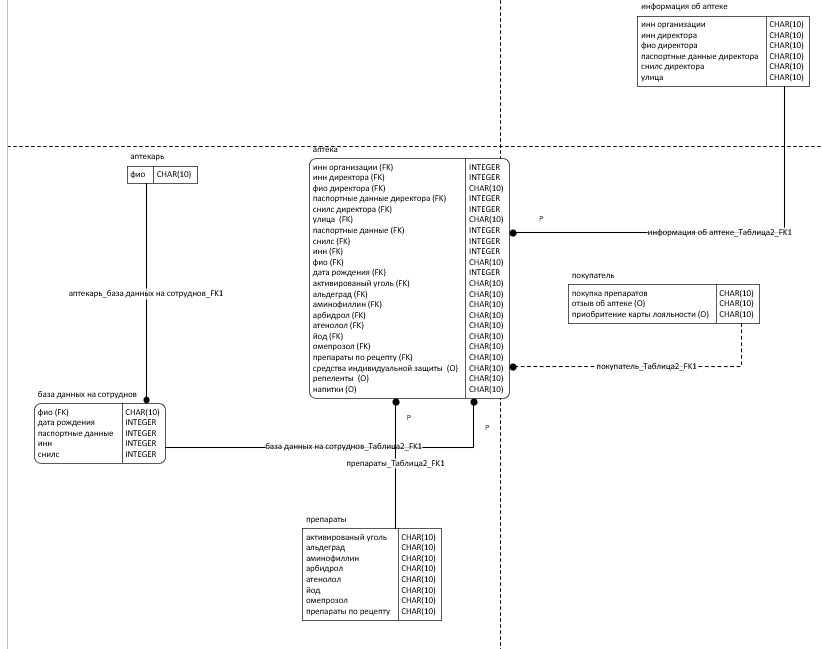 информация об аптеке
инн организации CHAR(10)
инн директора CHAR(10)
фио директора CHAR(10)
паспортные данные директора CHAR(10)
снилс директора CHAR(10)
улица CHAR(10)
аптекарь
фио CHAR(10)
аптека
инн организации (FK) INTEGER
инн директора (FK) INTEGER
фио директора (FK) CHAR(10)
паспортные данные директора (FK) INTEGER
снилс директора (FK) INTEGER
улица (FK) CHAR(10)
паспортные данные (FK) INTEGER
снилс (FK) INTEGER
инн (FK) INTEGER
фио (FK) CHAR(10)
дата рождения (FK) INTEGER
активированый уголь (FK) CHAR(10)
альдеград (FK) CHAR(10)
аминофиллин (FK) CHAR(10)
арбидрол (FK) CHAR(10)
атенолол (FK) CHAR(10)
йод (FK) CHAR(10)
омепрозол (FK) CHAR(10)
препараты по рецепту (FK) CHAR(10)
средства индивидуальной защиты (O) CHAR(10)
репеленты (O) CHAR(10)
напитки (O) CHAR(10)
P
информация об аптеке_Таблица2_FK1
покупатель
покупка препаратов CHAR(10)
отзыв об аптеке (O) CHAR(10)
приобритение карты лояльности (O) CHAR(10)
покупатель_Таблица2_FK1
аптекарь_база данных на сотруднов_FK1
база данных на сотруднов
фио (FK) CHAR(10)
дата рождения INTEGER
паспортные данные INTEGER
инн INTEGER
снилс INTEGER
P
P
база данных на сотруднов_Таблица2_FK1
препараты_Таблица2_FK1
препараты
активированый уголь CHAR(10)
альдеград CHAR(10)
аминофиллин CHAR(10)
арбидрол CHAR(10)
атенолол CHAR(10)
йод CHAR(10)
омепрозол CHAR(10)
препараты по рецепту CHAR(10)